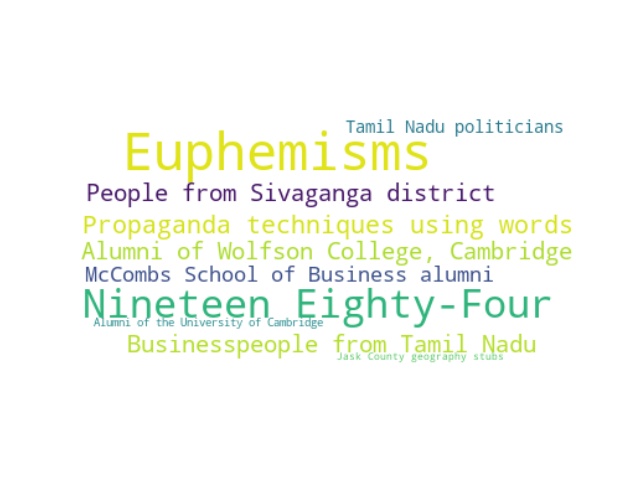 Tamil Nadu politicians
Euphemisms
People from Sivaganga district
Propaganda techniques using words
Alumni of Wolfson College, Cambridge
McCombs School of Business alumni
Nineteen Eighty-Four
Alumni of the University of Cambridge
Businesspeople from Tamil Nadu
Jask County geography stubs